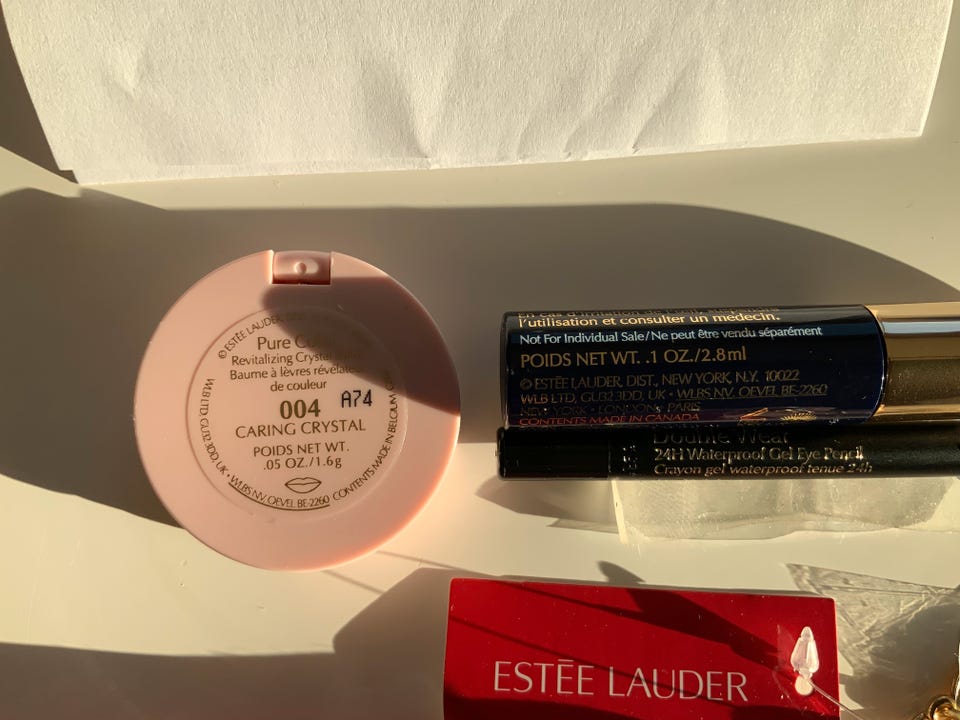 © ESTĒE LAUDER
Pure
Revitalizing Crystal
Baume à lèvres
de couleur
004 A74
CARING CRYSTAL
POIDS NET WT.
.05 OZ./1.6g
WLB LTD GU32 3DD, UK • WLBS NV, OEVEL BE-2260 CONTENTS MADE IN BELGIUM
l'utilisation et consulter un médecin.
Not For Individual Sale/Ne peut être vendu séparément
POIDS NET WT. .1 OZ./2.8ml
© ESTĒE LAUDER, DIST., NEW YORK, N.Y. 10022
WLB LTD, GU32 3DD, UK • WLBS NV, OEVEL BE-2260
NEW YORK • LONDON • PARIS
CONTENTS MADE IN CANADA
Double Wear
24H Waterproof Gel Eye Pencil
Crayon gel waterproof tenue 24h
ESTĒE LAUDER